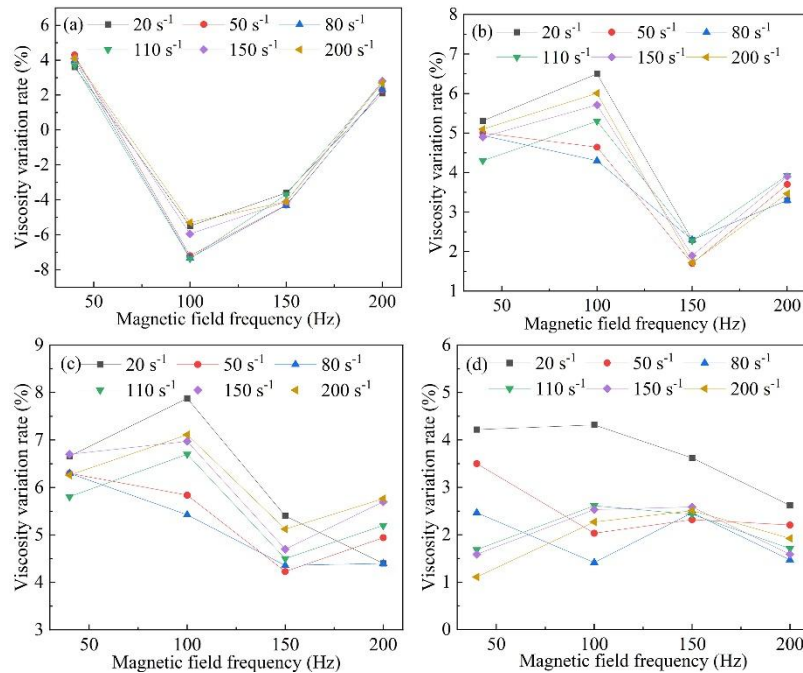 (a) 20 s⁻¹ 50 s⁻¹ 80 s⁻¹
110 s⁻¹ 150 s⁻¹ 200 s⁻¹
6
4
2
0
-2
-4
-6
-8
Viscosity variation rate (%)
50 100 150 200
Magnetic field frequency (Hz)
(b) 20 s⁻¹ 50 s⁻¹ 80 s⁻¹
110 s⁻¹ 150 s⁻¹ 200 s⁻¹
8
7
6
5
4
3
2
1
Viscosity variation rate (%)
50 100 150 200
Magnetic field frequency (Hz)
(c) 20 s⁻¹ 50 s⁻¹ 80 s⁻¹
110 s⁻¹ 150 s⁻¹ 200 s⁻¹
9
8
7
6
5
4
3
Viscosity variation rate (%)
50 100 150 200
Magnetic field frequency (Hz)
(d) 20 s⁻¹ 50 s⁻¹ 80 s⁻¹
110 s⁻¹ 150 s⁻¹ 200 s⁻¹
6
5
4
3
2
1
0
Viscosity variation rate (%)
50 100 150 200
Magnetic field frequency (Hz)